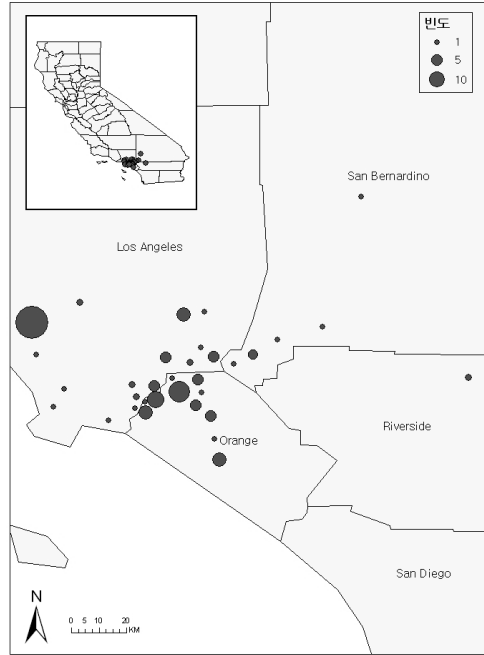 빈도
1
5
10
San Bernardino
Los Angeles
Riverside
Orange
San Diego
N
0 5 10 20
KM